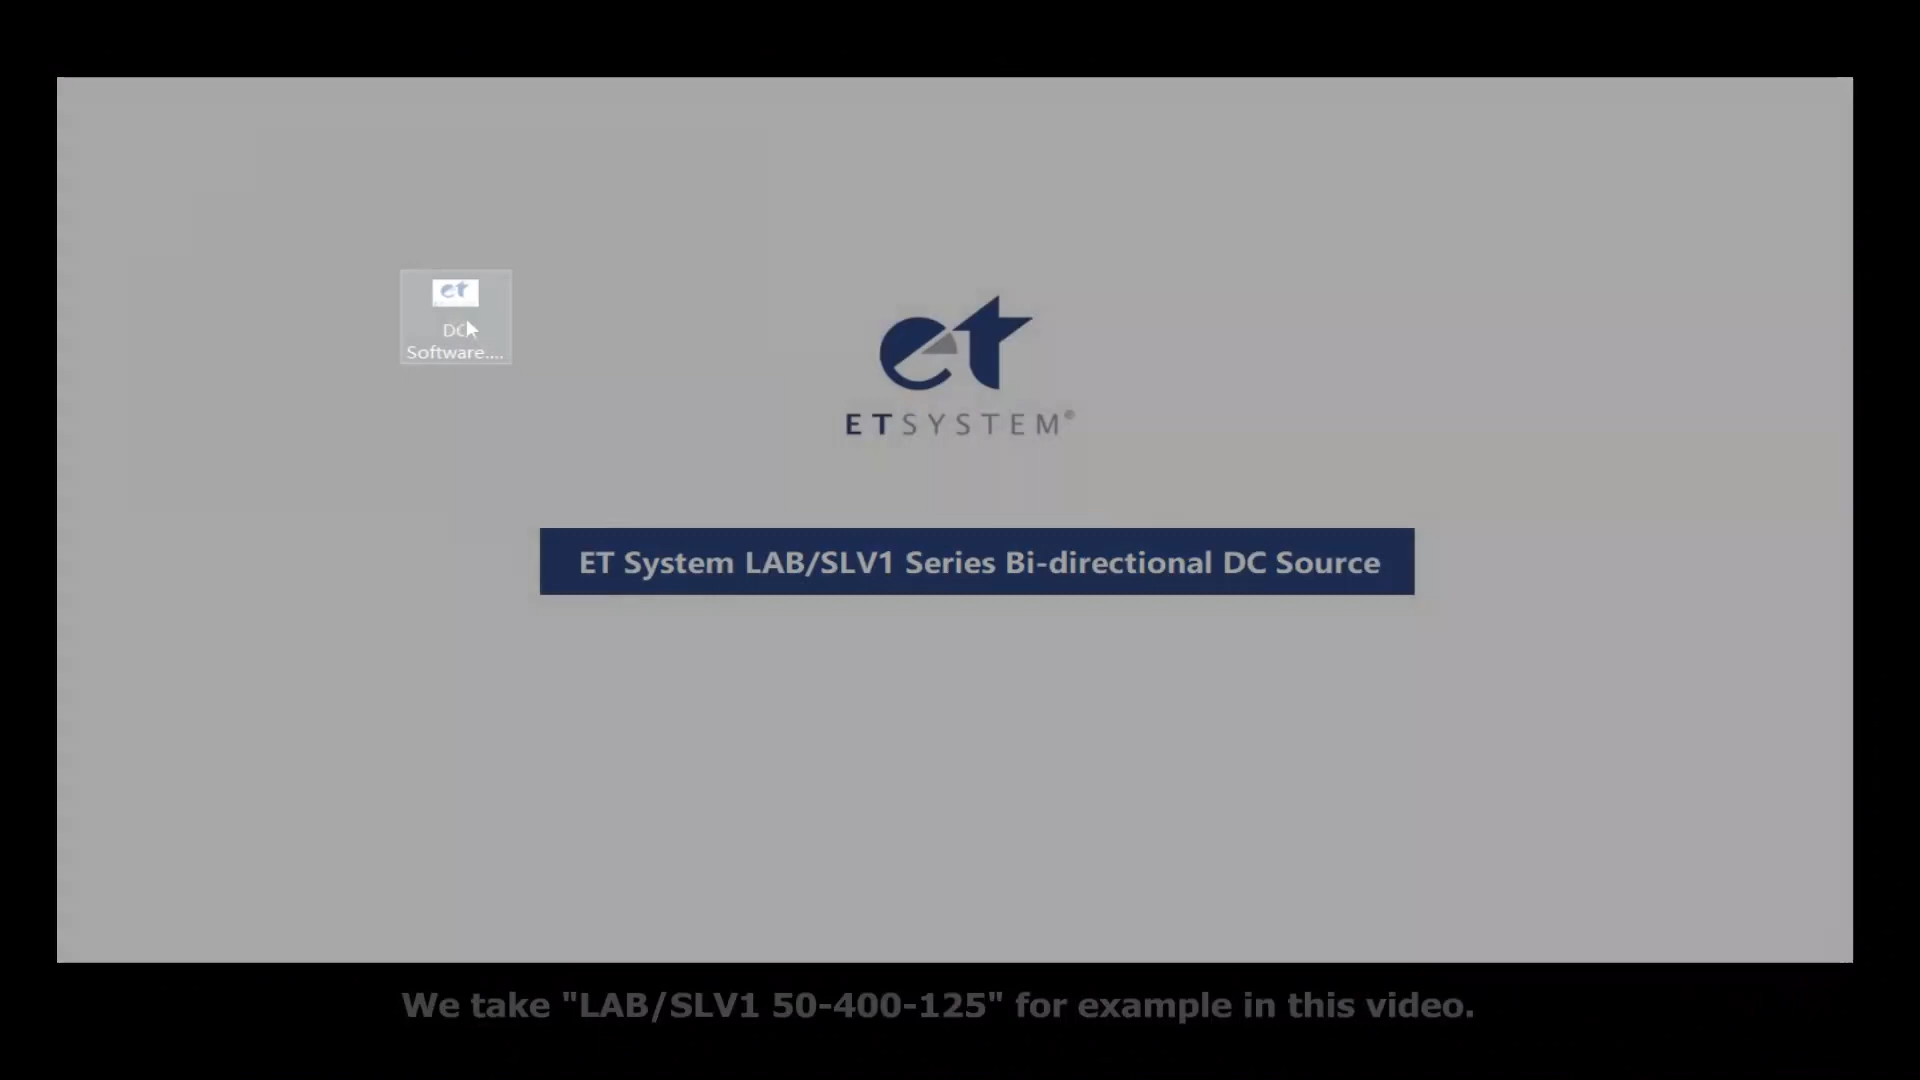 et
DC
Software....
et
ETSYSTEM®
ET System LAB/SLV1 Series Bi-directional DC Source
We take "LAB/SLV1 50-400-125" for example in this video.